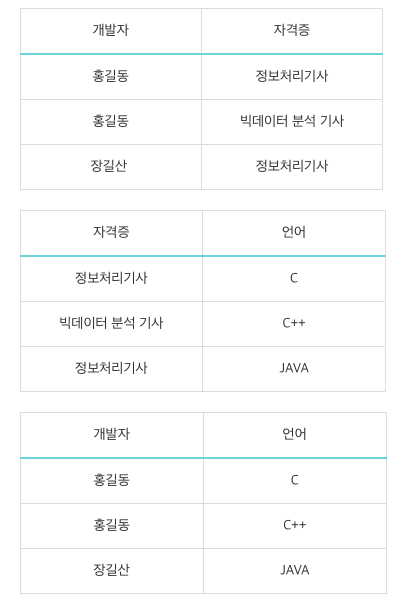 개발자 자격증
홍길동 정보처리기사
홍길동 빅데이터 분석 기사
장길산 정보처리기사
자격증 언어
정보처리기사 C
빅데이터 분석 기사 C++
정보처리기사 JAVA
개발자 언어
홍길동 C
홍길동 C++
장길산 JAVA